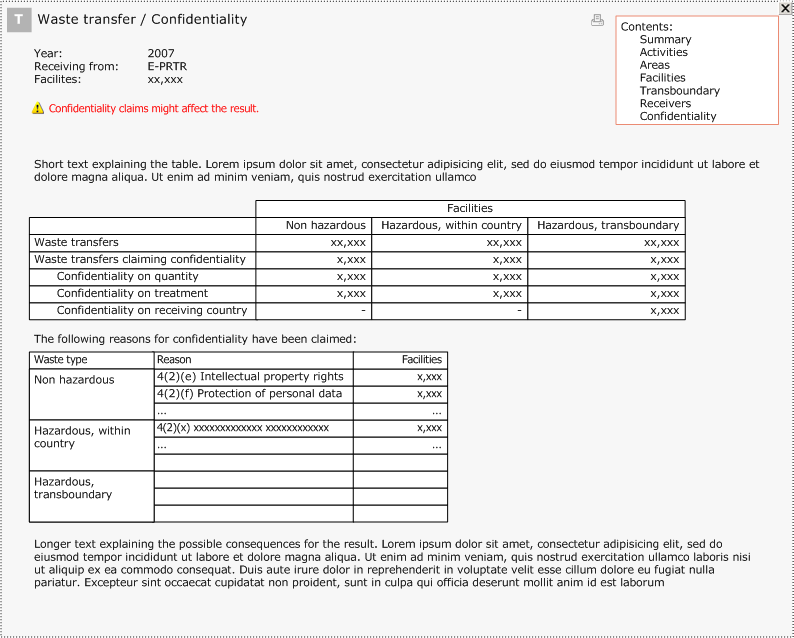 T Waste transfer / Confidentiality
X
Contents:
Summary
Activities
Areas
Facilities
Transboundary
Receivers
Confidentiality
Year: 2007
Receiving from: E-PRTR
Facilites: xx,xxx
Confidentiality claims might affect the result.
Short text explaining the table. Lorem ipsum dolor sit amet, consectetur adipisicing elit, sed do eiusmod tempor incididunt ut labore et
dolore magna aliqua. Ut enim ad minim veniam, quis nostrud exercitation ullamco
Facilities
Non hazardous Hazardous, within country Hazardous, transboundary
Waste transfers xx,xxx xx,xxx xx,xxx
Waste transfers claiming confidentiality x,xxx x,xxx x,xxx
Confidentiality on quantity x,xxx x,xxx x,xxx
Confidentiality on treatment x,xxx x,xxx x,xxx
Confidentiality on receiving country - - x,xxx
The following reasons for confidentiality have been claimed:
Waste type Reason Facilities
Non hazardous 4(2)(e) Intellectual property rights x,xxx
4(2)(f) Protection of personal data x,xxx
... ...
Hazardous, within country 4(2)(x) xxxxxxxxxxxxx xxxxxxxxxxxx x,xxx
... ...
Hazardous,
transboundary
Longer text explaining the possible consequences for the result. Lorem ipsum dolor sit amet, consectetur adipisicing elit, sed do
eiusmod tempor incididunt ut labore et dolore magna aliqua. Ut enim ad minim veniam, quis nostrud exercitation ullamco laboris nisi
ut aliquip ex ea commodo consequat. Duis aute irure dolor in reprehenderit in voluptate velit esse cillum dolore eu fugiat nulla
pariatur. Excepteur sint occaecat cupidatat non proident, sunt in culpa qui officia deserunt mollit anim id est laborum